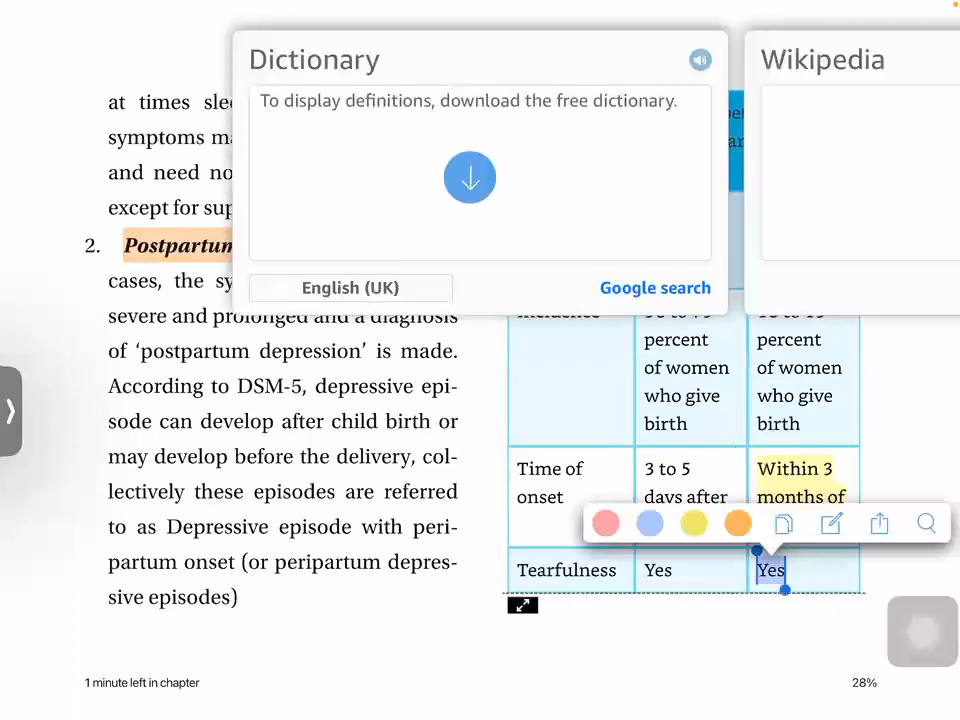 Dictionary
To display definitions, download the free dictionary.
English (UK)
Google search
Wikipedia
at times
symptoms
and need
except for
2. Postpartum
cases, the
severe and prolonged and a diagnosis
of ‘postpartum depression’ is made.
According to DSM-5, depressive epi-
sode can develop after child birth or
may develop before the delivery, col-
lectively these episodes are referred
to as Depressive episode with peri-
partum onset (or peripartum depres-
sive episodes)
percent
of women
who give
birth
percent
of women
who give
birth
Time of
onset
3 to 5
days after
Within 3
months of
Tearfulness
Yes
Yes
1 minute left in chapter
28%